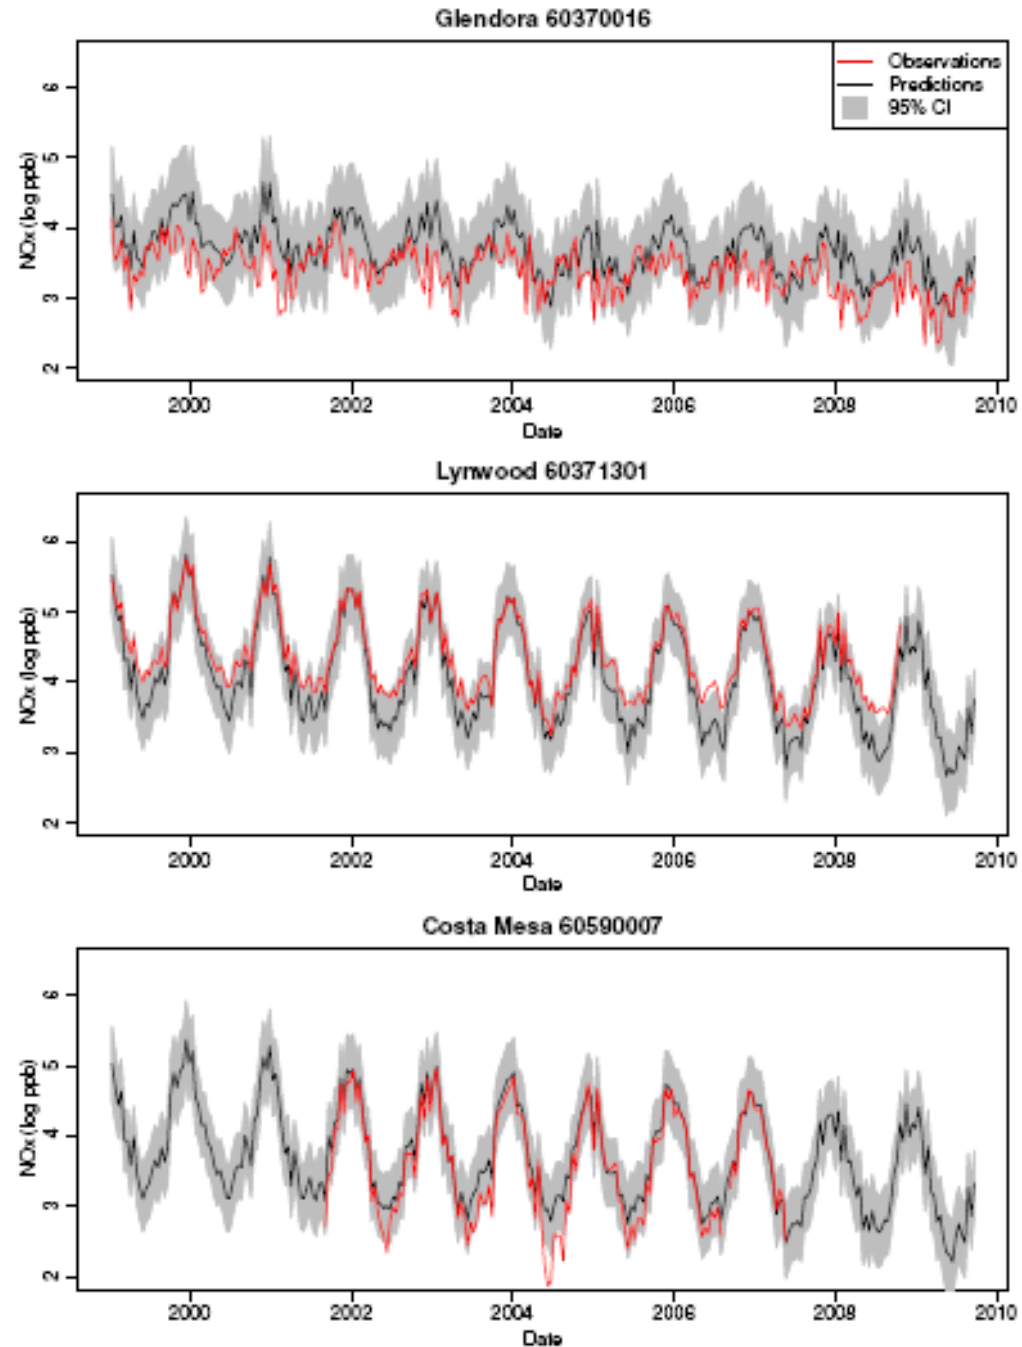 Glendora 60370016
Observations
Predictions
95% CI
NOx (log ppb)
6
5
4
3
2
2000 2002 2004 2006 2008 2010
Date
Lynwood 60371301
NOx (log ppb)
6
5
4
3
2
2000 2002 2004 2006 2008 2010
Date
Costa Mesa 60590007
NOx (log ppb)
6
5
4
3
2
2000 2002 2004 2006 2008 2010
Date